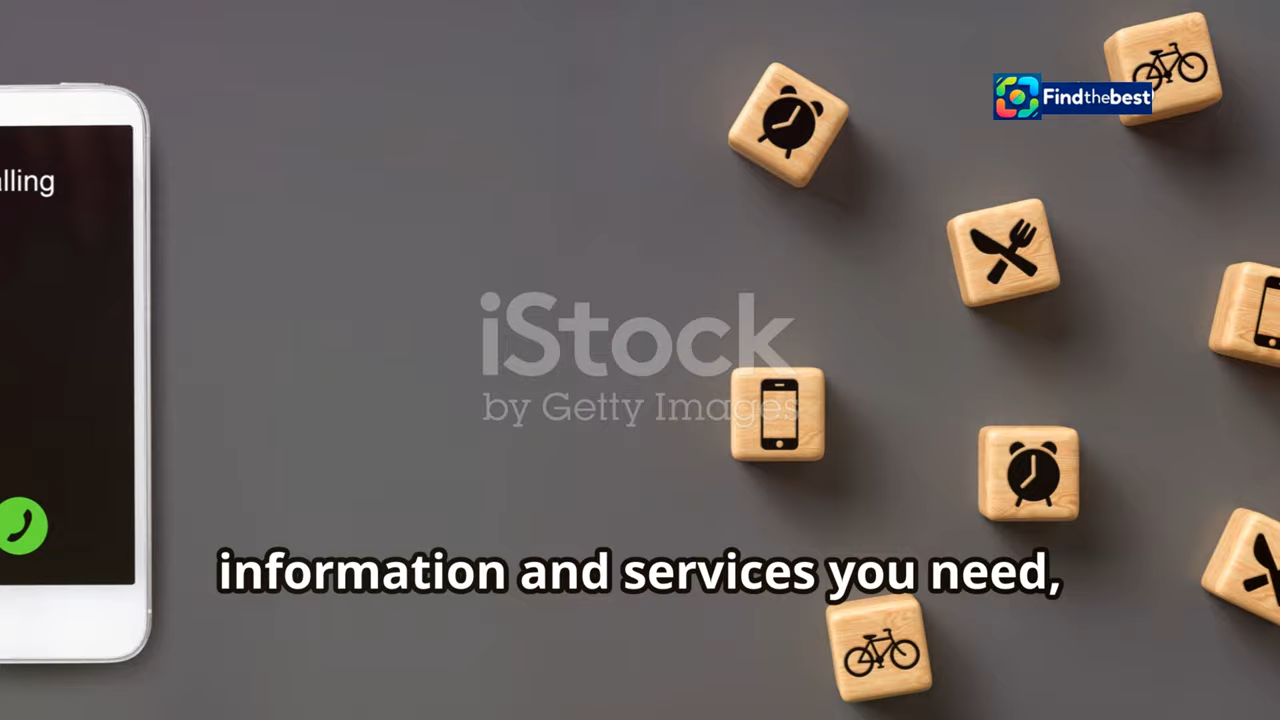 alling
Findthebest
iStock
by Getty Images
information and services you need,